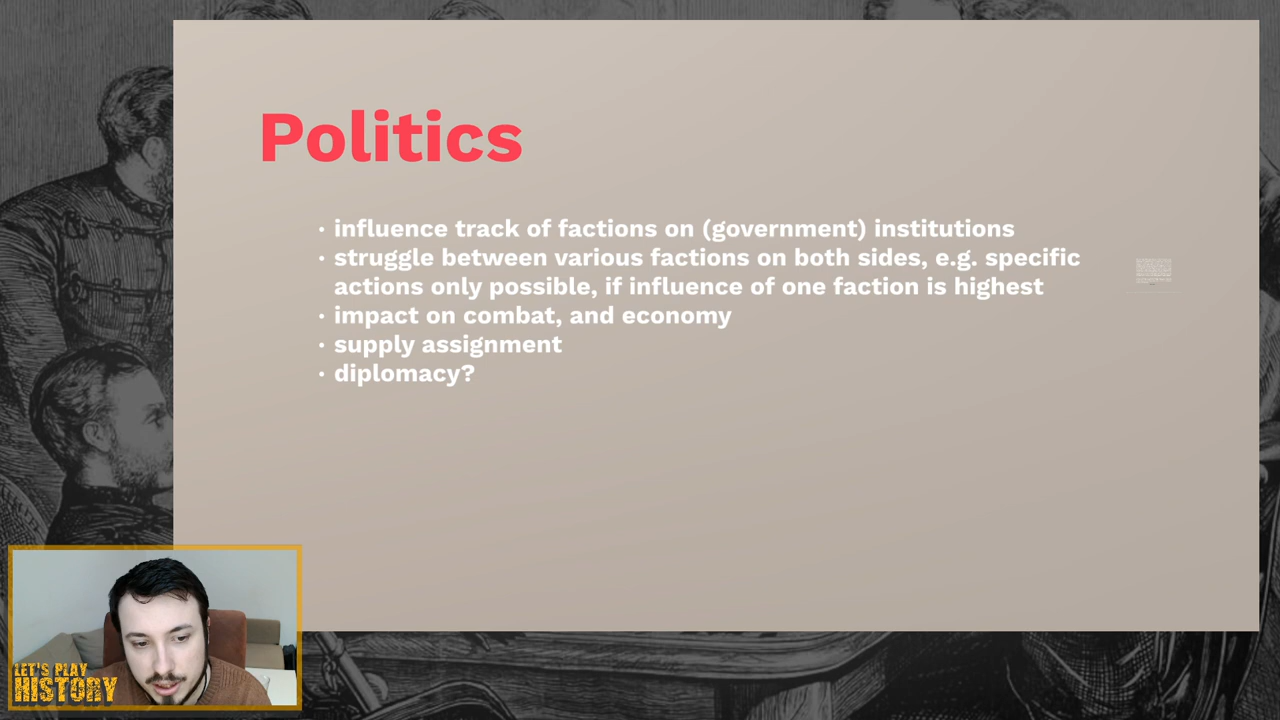 Politics
• influence track of factions on (government) institutions
• struggle between various factions on both sides, e.g. specific
actions only possible, if influence of one faction is highest
• impact on combat, and economy
• supply assignment
• diplomacy?
LET'S PLAY
HISTORY